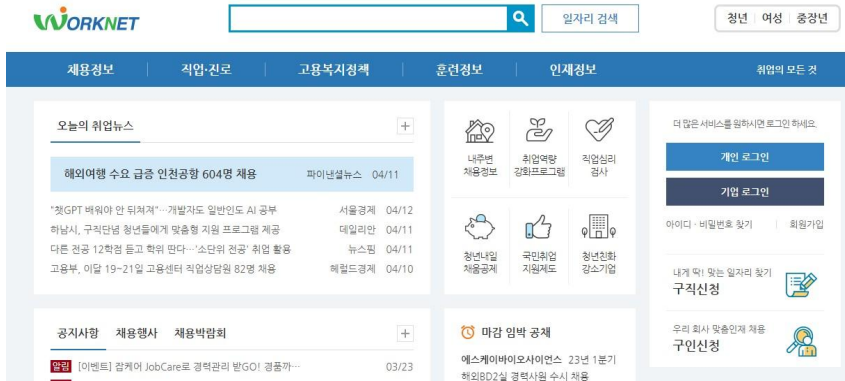 WORKNET
일자리 검색
청년 여성 중장년
채용정보 직업·진로 고용복지정책 훈련정보 인재정보 취업의 모든 것
오늘의 취업뉴스
해외여행 수요 급증 인천공항 604명 채용 파이낸셜뉴스 04/11
"챗GPT 배워야 안 뒤쳐져"…개발자도 일반인도 AI 공부 서울경제 04/12
하남시, 구직단념 청년들에게 맞춤형 지원 프로그램 제공 데일리안 04/11
다른 전공 12학점 듣고 학위 딴다…'소단위 전공' 취업 활용 뉴스핌 04/11
고용부, 이달 19~21일 고용센터 직업상담원 82명 채용 헤럴드경제 04/10
내주변
채용정보
취업역량
강화프로그램
직업심리
검사
청년내일
채움공제
국민취업
지원제도
청년친화
강소기업
더 많은 서비스를 원하시면 로그인 하세요.
개인 로그인
기업 로그인
아이디 · 비밀번호 찾기 회원가입
내게 딱! 맞는 일자리 찾기
구직신청
우리 회사 맞춤인재 채용
구인신청
공지사항 채용행사 채용박람회
알림 [이벤트] 잡케어 JobCare로 경력관리 받GO! 경품까… 03/23
마감 임박 공채
에스케이바이오사이언스 23년 1분기
해외BD2실 경력사원 수시 채용